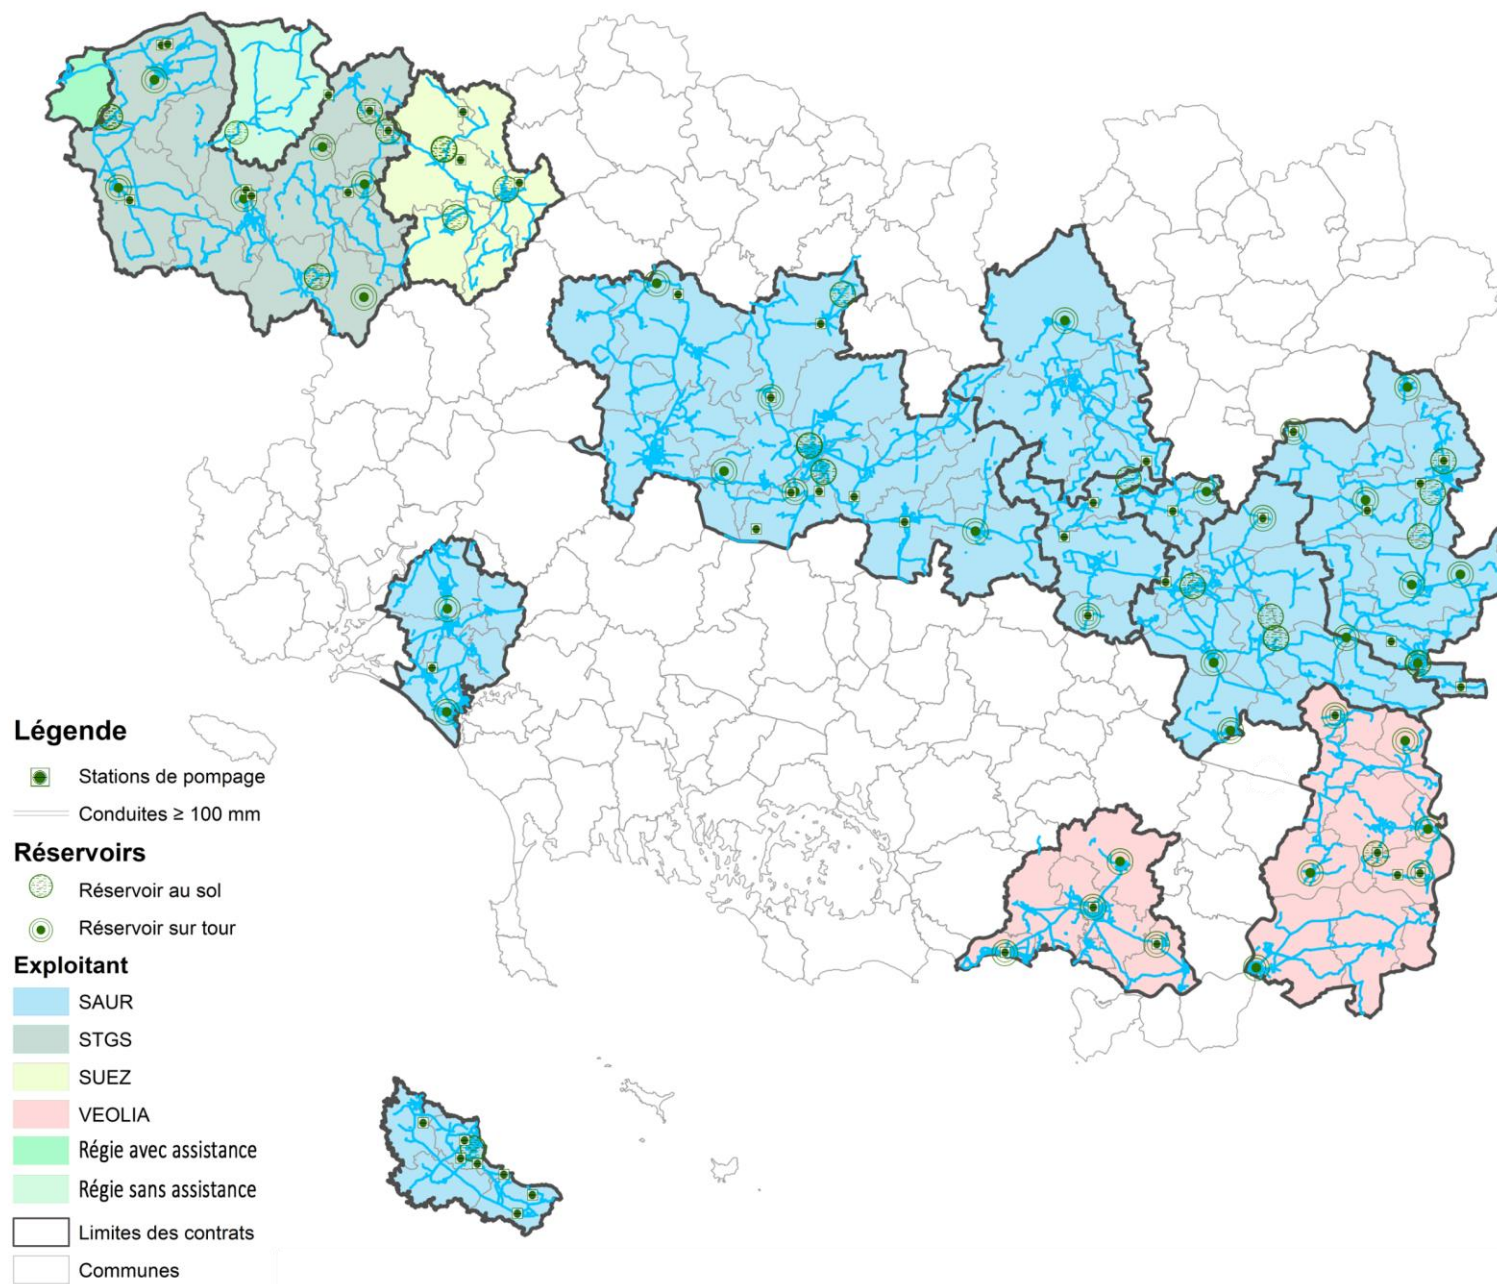 Légende
Stations de pompage
Conduites ≥ 100 mm
Réservoirs
Réservoir au sol
Réservoir sur tour
Exploitant
SAUR
STGS
SUEZ
VEOLIA
Régie avec assistance
Régie sans assistance
Limites des contrats
Communes